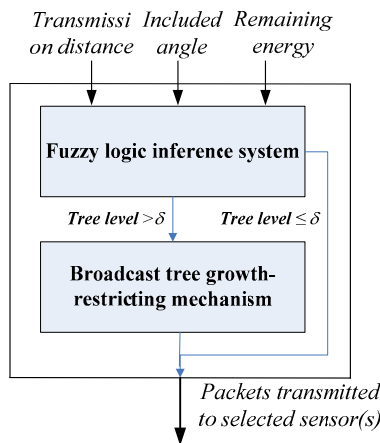 Transmissi
on distance
Included
angle
Remaining
energy
Fuzzy logic inference system
Tree level >δ
Tree level ≤ δ
Broadcast tree growth-
restricting mechanism
Packets transmitted
to selected sensor(s)